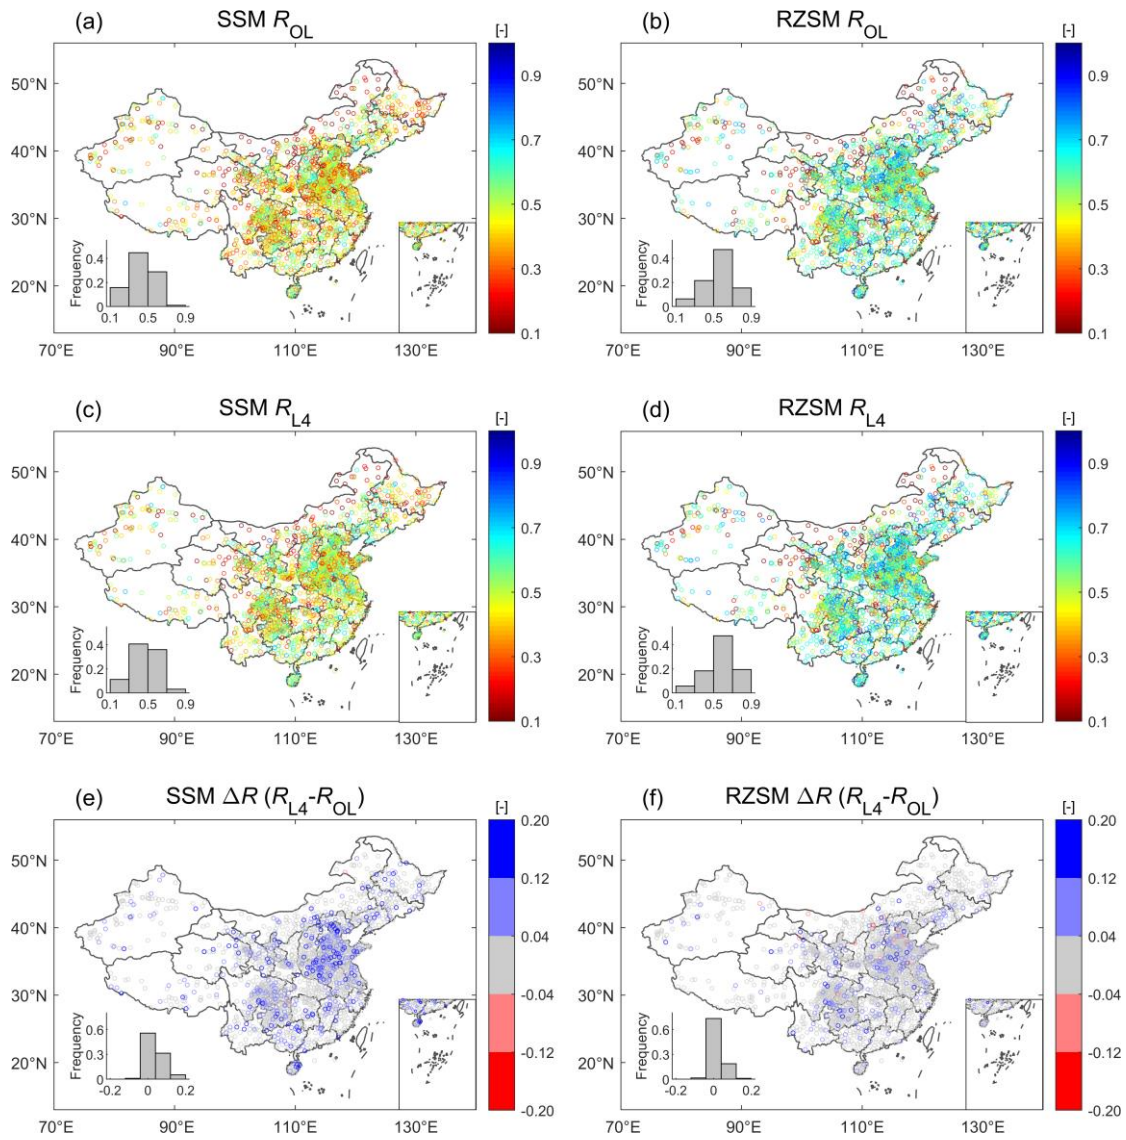 (a) SSM R_OL [-]
50°N
40°N
30°N
20°N
70°E 90°E 110°E 130°E
0.9
0.7
0.5
0.3
0.1
Frequency
0.4
0.2
0
0.1 0.5 0.9
(b) RZSM R_OL [-]
50°N
40°N
30°N
20°N
70°E 90°E 110°E 130°E
0.9
0.7
0.5
0.3
0.1
Frequency
0.4
0.2
0
0.1 0.5 0.9
(c) SSM R_L4 [-]
50°N
40°N
30°N
20°N
70°E 90°E 110°E 130°E
0.9
0.7
0.5
0.3
0.1
Frequency
0.4
0.2
0
0.1 0.5 0.9
(d) RZSM R_L4 [-]
50°N
40°N
30°N
20°N
70°E 90°E 110°E 130°E
0.9
0.7
0.5
0.3
0.1
Frequency
0.4
0.2
0
0.1 0.5 0.9
(e) SSM ΔR (R_L4-R_OL) [-]
50°N
40°N
30°N
20°N
70°E 90°E 110°E 130°E
0.20
0.12
0.04
-0.04
-0.12
-0.20
Frequency
0.6
0.3
0
-0.2 0 0.2
(f) RZSM ΔR (R_L4-R_OL) [-]
50°N
40°N
30°N
20°N
70°E 90°E 110°E 130°E
0.20
0.12
0.04
-0.04
-0.12
-0.20
Frequency
0.6
0.3
0
-0.2 0 0.2